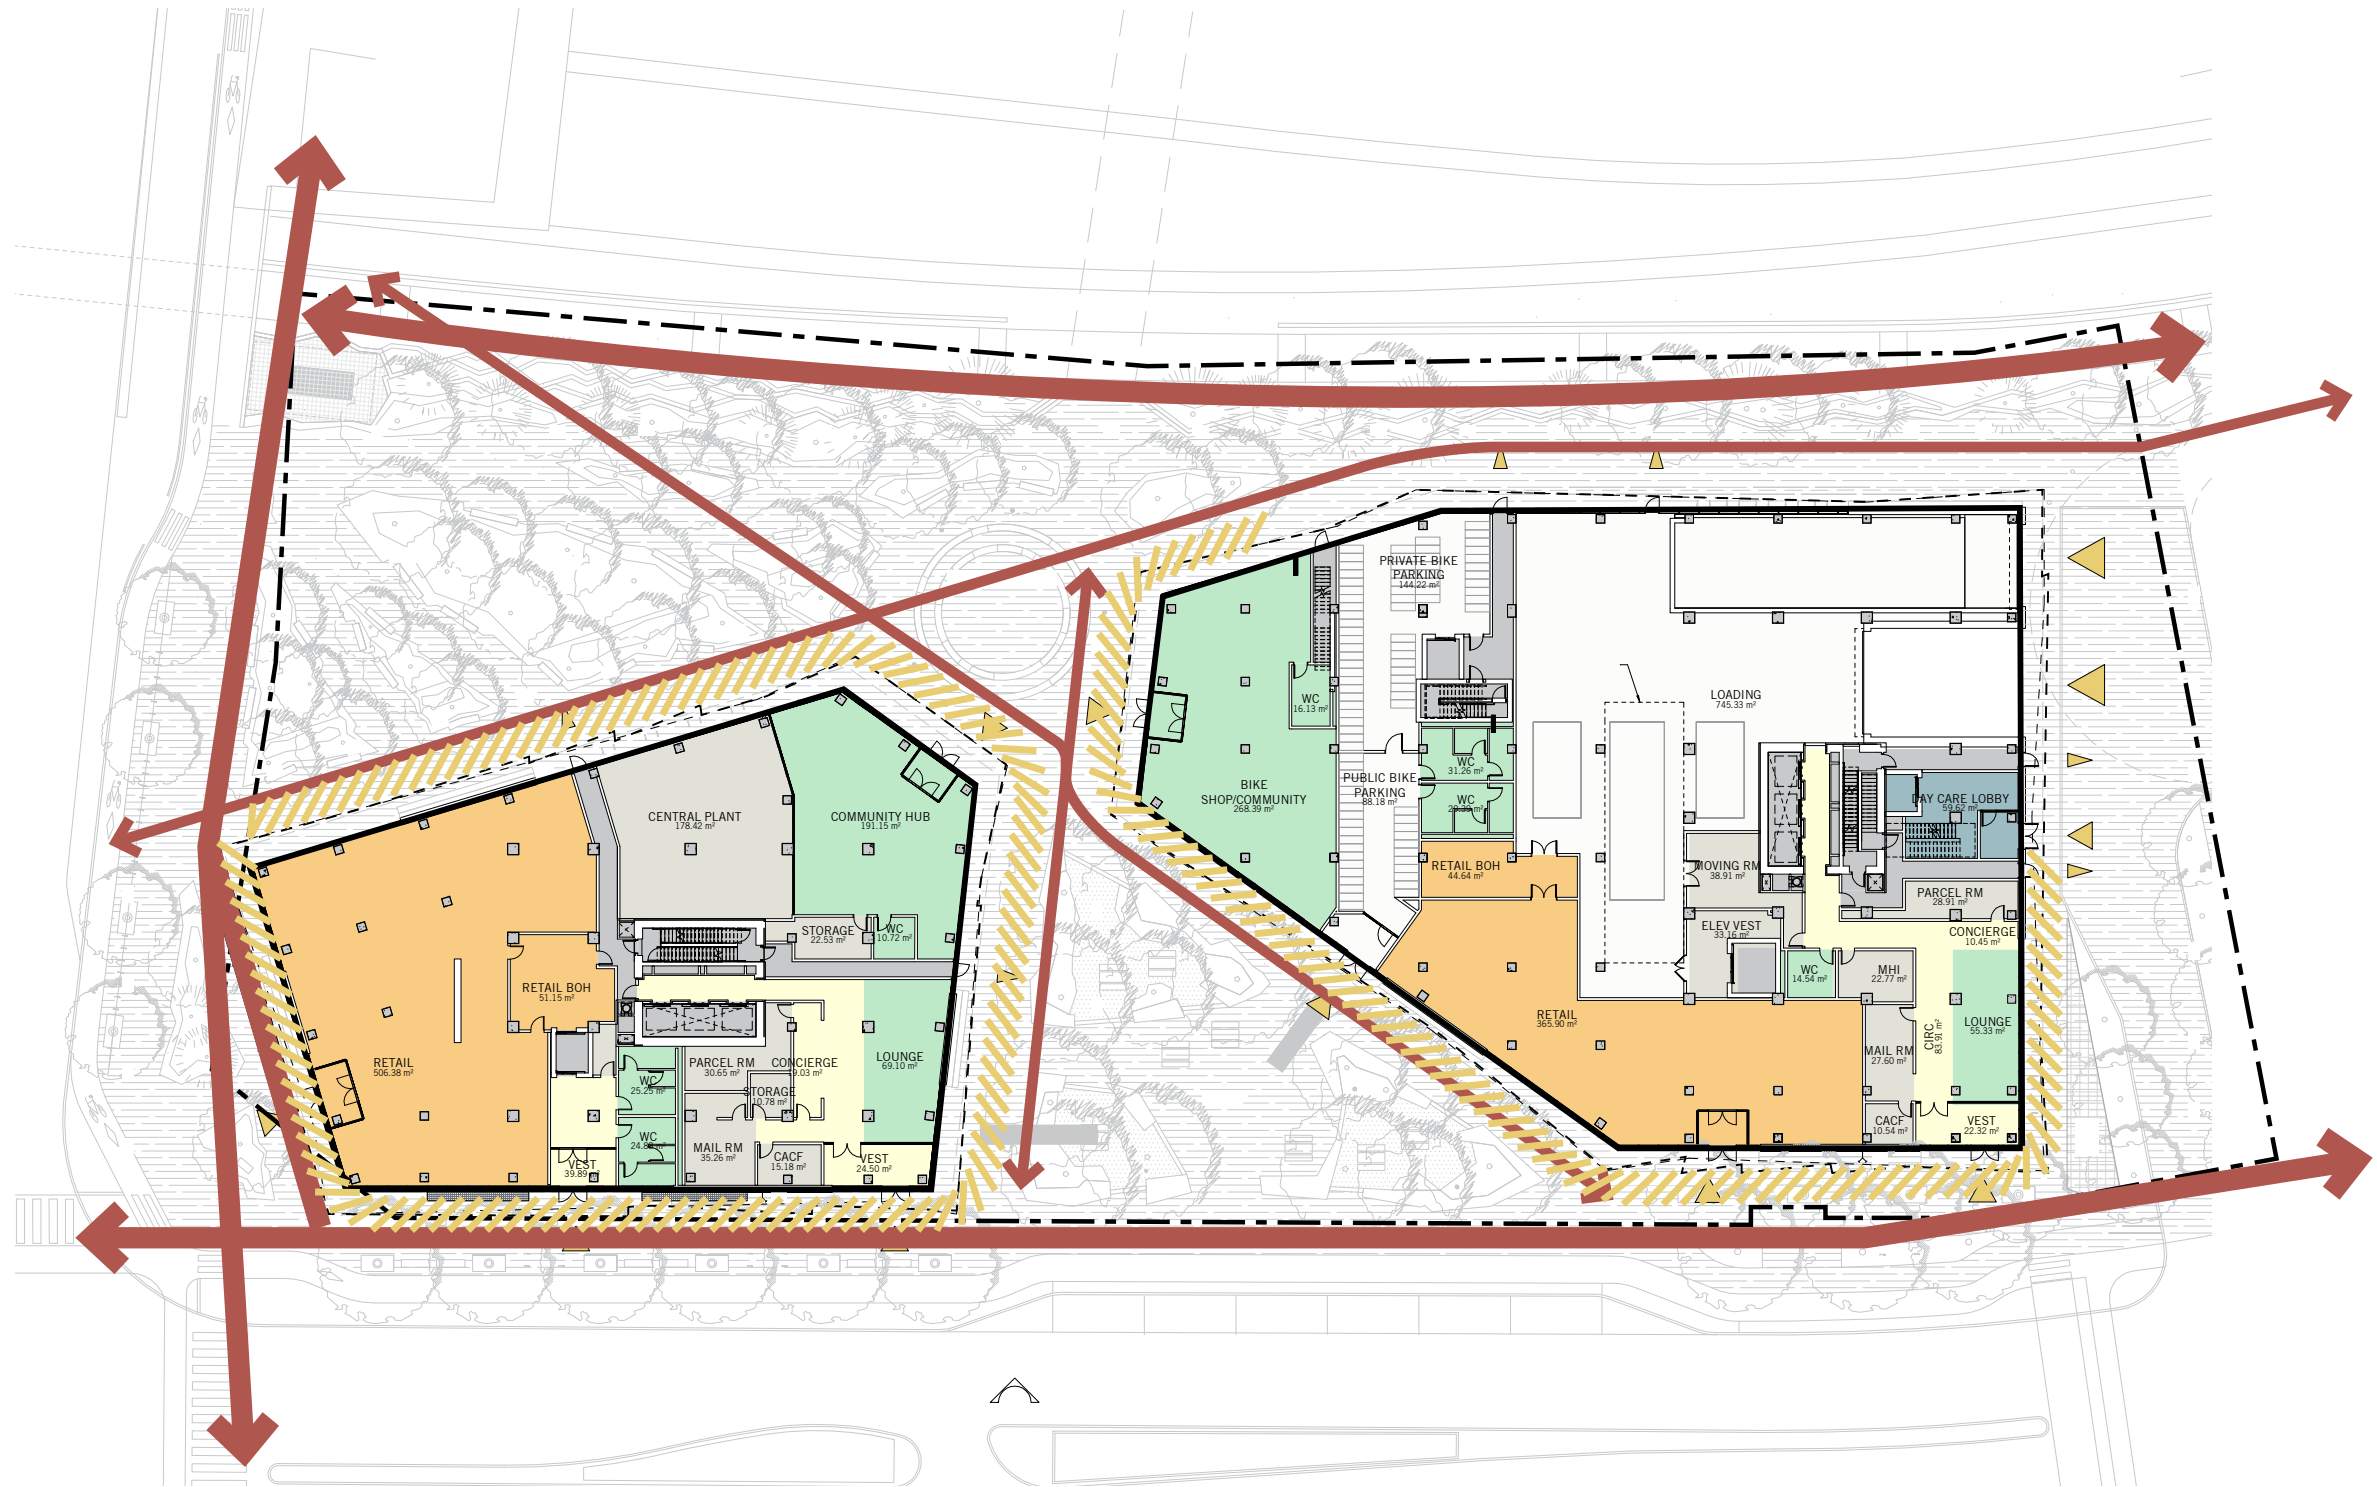 CENTRAL PLANT
178.42 m²
COMMUNITY HUB
191.15 m²
STORAGE
22.53 m²
WC
10.72 m²
RETAIL BOH
51.15 m²
RETAIL
506.38 m²
PARCEL RM
30.65 m²
CONCIERGE
LOUNGE
69.10 m²
STORAGE
10.78 m²
WC
25.25 m²
WC
MAIL RM
35.26 m²
CACF
15.18 m²
VEST
24.50 m²
VEST
39.89 m²
PRIVATE BIKE
PARKING
144.22 m²
WC
16.13 m²
BIKE
SHOP/COMMUNITY
268.39 m²
PUBLIC BIKE
PARKING
88.18 m²
WC
31.26 m²
WC
RETAIL BOH
44.64 m²
LOADING
745.33 m²
DAY CARE LOBBY
59.62 m²
MOVING RM
38.91 m²
PARCEL RM
28.91 m²
ELEV VEST
33.16 m²
CONCIERGE
10.45 m²
WC
14.54 m²
MHI
22.77 m²
RETAIL
365.90 m²
CIRC
83.91 m²
LOUNGE
55.33 m²
MAIL RM
27.60 m²
CACF
10.54 m²
VEST
22.32 m²